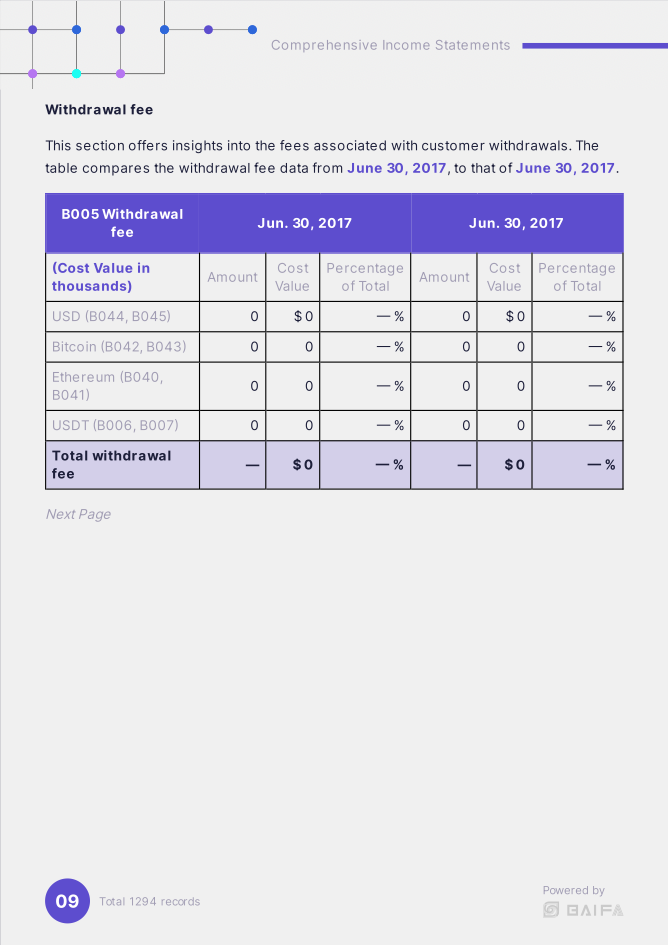 Comprehensive Income Statements
Withdrawal fee
This section offers insights into the fees associated with customer withdrawals. The
table compares the withdrawal fee data from June 30, 2017, to that of June 30, 2017.
B005 Withdrawal fee Jun. 30, 2017 Jun. 30, 2017
(Cost Value in thousands) Amount Cost Value Percentage of Total Amount Cost Value Percentage of Total
USD (B044, B045) 0 $ 0 — % 0 $ 0 — %
Bitcoin (B042, B043) 0 0 — % 0 0 — %
Ethereum (B040, B041) 0 0 — % 0 0 — %
USDT (B006, B007) 0 0 — % 0 0 — %
Total withdrawal fee — $ 0 — % — $ 0 — %
Next Page
09 Total 1294 records
Powered by
BAIFA